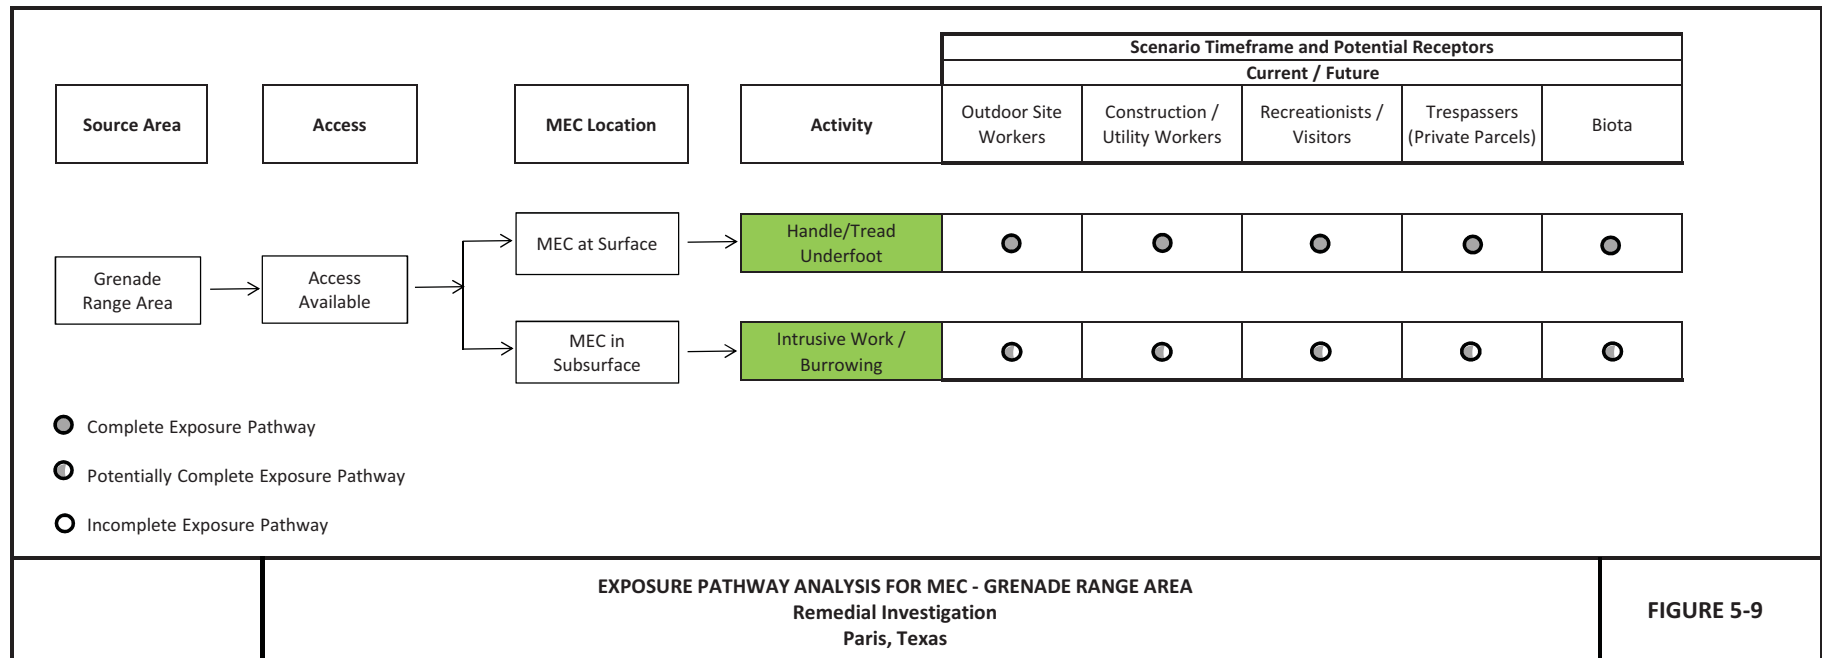 Scenario Timeframe and Potential Receptors
Current / Future
Source Area
Access
MEC Location
Activity
Outdoor Site
Workers
Construction /
Utility Workers
Recreationists /
Visitors
Trespassers
(Private Parcels)
Biota
Grenade
Range Area
Access
Available
MEC at Surface
Handle/Tread
Underfoot
MEC in
Subsurface
Intrusive Work /
Burrowing
Complete Exposure Pathway
Potentially Complete Exposure Pathway
Incomplete Exposure Pathway
EXPOSURE PATHWAY ANALYSIS FOR MEC - GRENADE RANGE AREA
Remedial Investigation
Paris, Texas
FIGURE 5-9